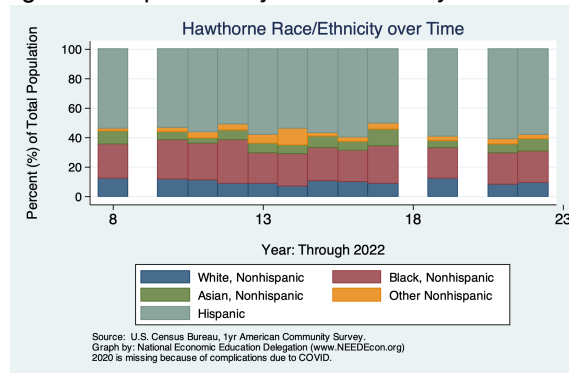 Hawthorne Race/Ethnicity over Time
Percent (%) of Total Population
100
80
60
40
20
0
8
13
18
23
Year: Through 2022
White, Nonhispanic
Black, Nonhispanic
Asian, Nonhispanic
Other Nonhispanic
Hispanic
Source: U.S. Census Bureau, 1yr American Community Survey.
Graph by: National Economic Education Delegation (www.NEEDEcon.org)
2020 is missing because of complications due to COVID.